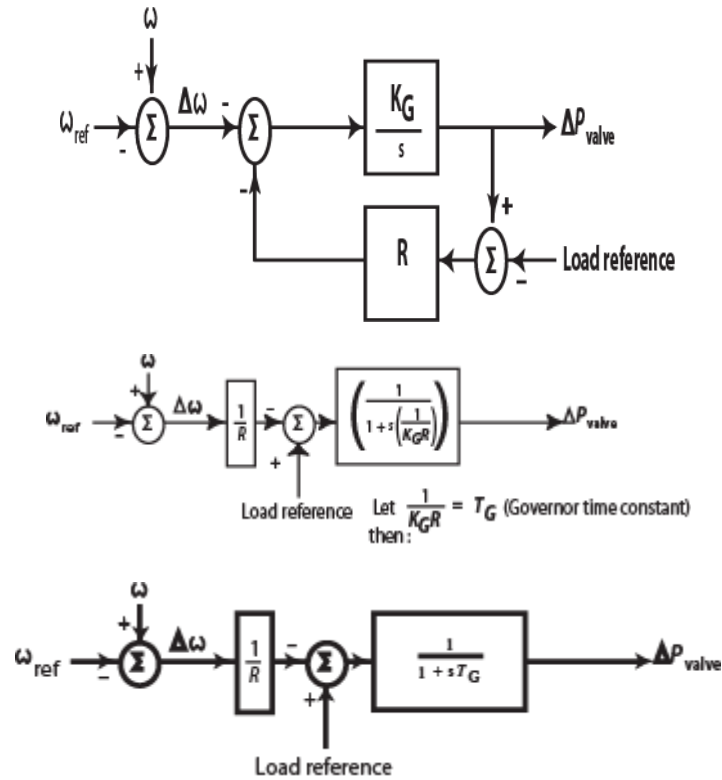 ω
+
ω_ref - Σ Δω - Σ K_G / s ΔP_valve
- +
R Σ Load reference
-
ω
+
ω_ref - Σ Δω 1/R - Σ (1 / (1 + s(1/(K_G R)))) ΔP_valve
+
Load reference Let 1/(K_G R) = T_G (Governor time constant)
then :
ω
+
ω_ref - Σ Δω 1/R - Σ 1 / (1 + sT_G) ΔP_valve
+
Load reference